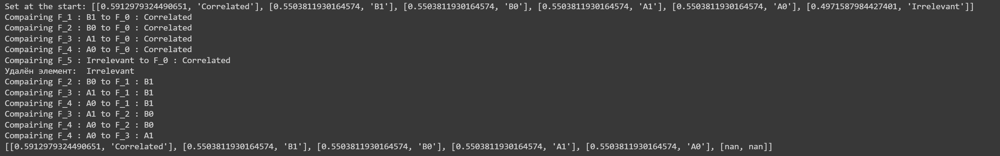 Set at the start: [[0.5912979324490651, 'Correlated'], [0.5503811930164574, 'B1'], [0.5503811930164574, 'B0'], [0.5503811930164574, 'A1'], [0.5503811930164574, 'A0'], [0.4971587984427401, 'Irrelevant']]
Compairing F_1 : B1 to F_0 : Correlated
Compairing F_2 : B0 to F_0 : Correlated
Compairing F_3 : A1 to F_0 : Correlated
Compairing F_4 : A0 to F_0 : Correlated
Compairing F_5 : Irrelevant to F_0 : Correlated
Удалён элемент:  Irrelevant
Compairing F_2 : B0 to F_1 : B1
Compairing F_3 : A1 to F_1 : B1
Compairing F_4 : A0 to F_1 : B1
Compairing F_3 : A1 to F_2 : B0
Compairing F_4 : A0 to F_2 : B0
Compairing F_4 : A0 to F_3 : A1
[[0.5912979324490651, 'Correlated'], [0.5503811930164574, 'B1'], [0.5503811930164574, 'B0'], [0.5503811930164574, 'A1'], [0.5503811930164574, 'A0'], [nan, nan]]